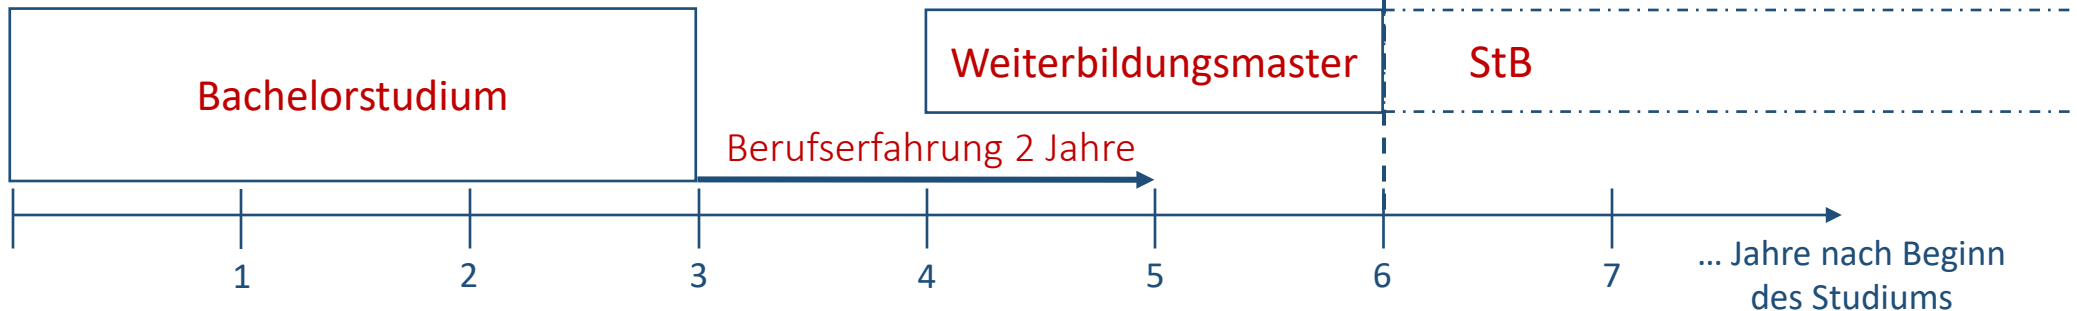 Bachelorstudium
Weiterbildungsmaster
StB
Berufserfahrung 2 Jahre
1
2
3
4
5
6
7
... Jahre nach Beginn
des Studiums